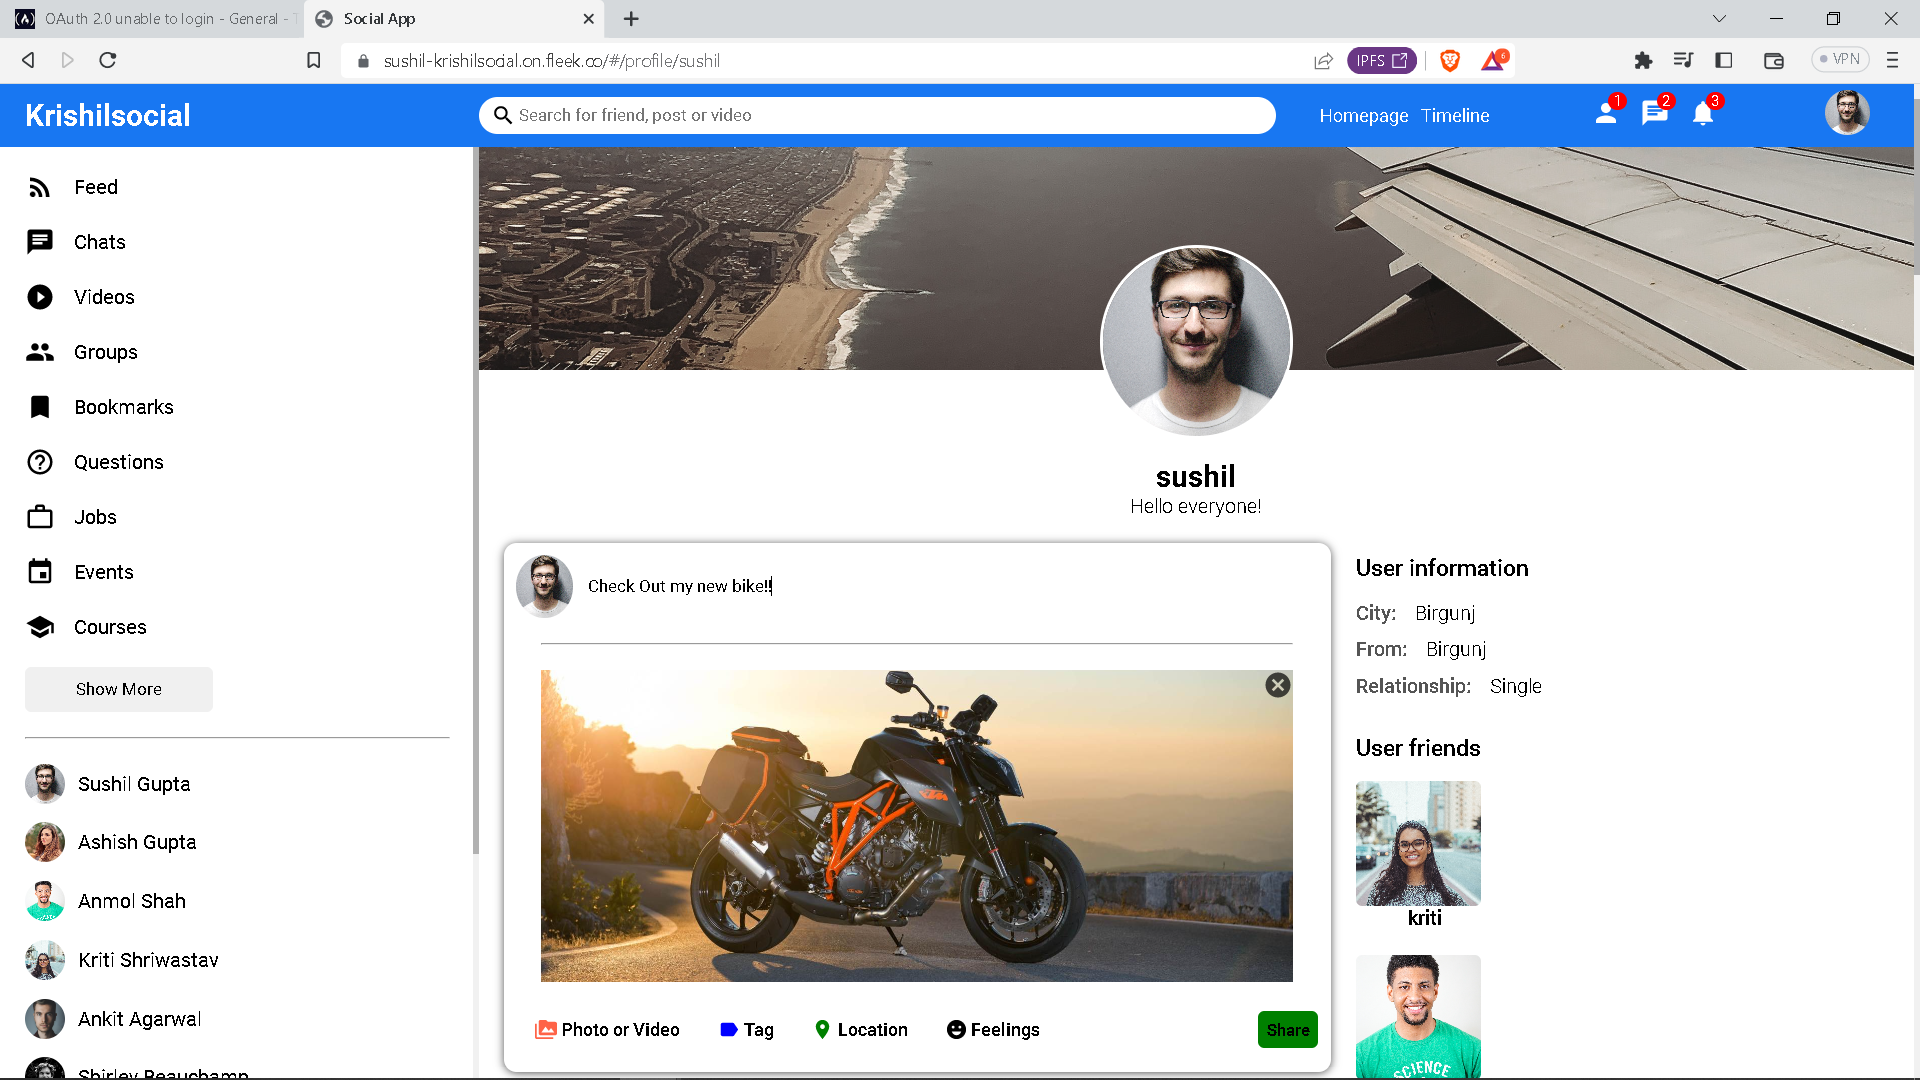 OAuth 2.0 unable to login - General -
Social App
sushil-krishilsocial.on.fleek.co/#/profile/sushil
IPFS
6
VPN
Krishilsocial
Search for friend, post or video
Homepage Timeline
1
2
3
Feed
Chats
Videos
Groups
Bookmarks
Questions
Jobs
Events
Courses
Show More
Sushil Gupta
Ashish Gupta
Anmol Shah
Kriti Shriwastav
Ankit Agarwal
Shirley Beauchamp
sushil
Hello everyone!
Check Out my new bike!!
KTM
Photo or Video
Tag
Location
Feelings
Share
User information
City: Birgunj
From: Birgunj
Relationship: Single
User friends
kriti
SCIENCE